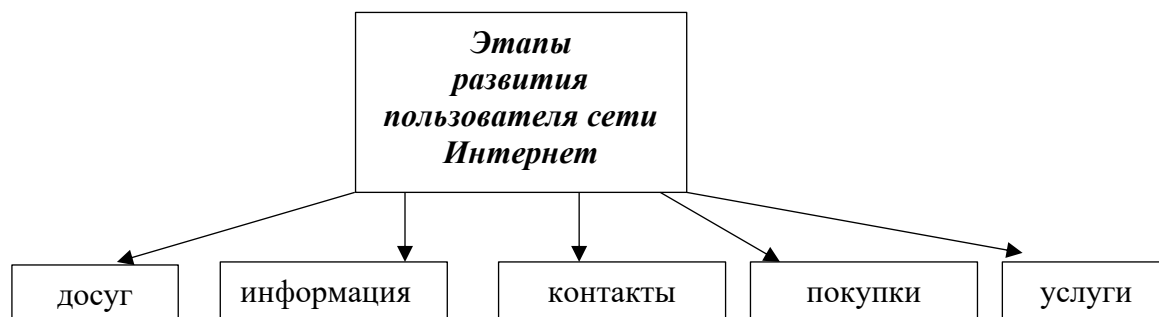 Этапы
развития
пользователя сети
Интернет
досуг
информация
контакты
покупки
услуги